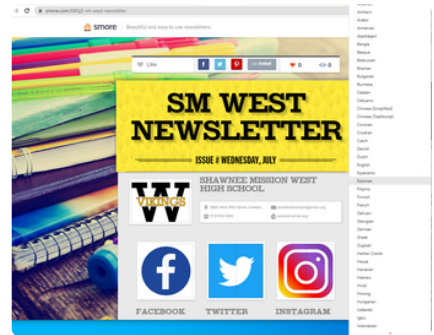 smore
Beautiful and easy to use newsletters
Like
Embed
0
0
SM WEST
NEWSLETTER
ISSUE # WEDNESDAY, JULY
SHAWNEE MISSION WEST
HIGH SCHOOL
W
VIKINGS
FACEBOOK
TWITTER
INSTAGRAM
Amharic
Arabic
Armenian
Azerbaijani
Bangla
Basque
Belarusian
Bosnian
Bulgarian
Burmese
Catalan
Cebuano
Chinese (Simplified)
Chinese (Traditional)
Corsican
Croatian
Czech
Danish
Dutch
English
Esperanto
Estonian
Filipino
Finnish
French
Galician
Georgian
German
Greek
Gujarati
Haitian Creole
Hausa
Hawaiian
Hebrew
Hindi
Hmong
Hungarian
Icelandic
Igbo
Indonesian